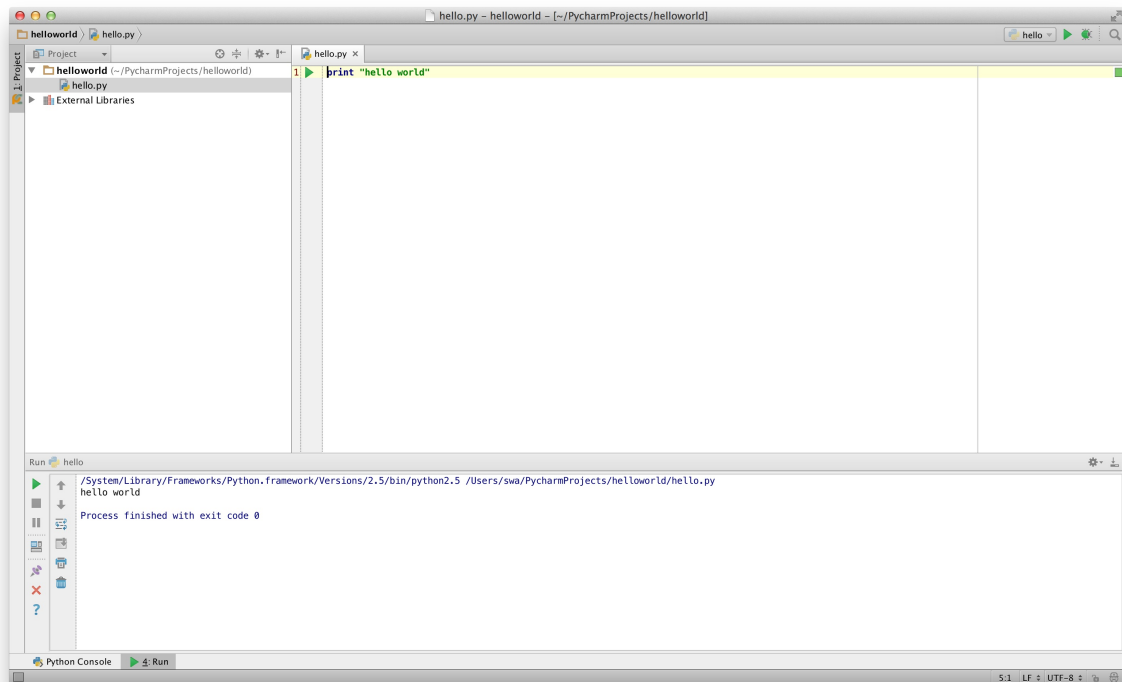 hello.py - helloworld - [~/PycharmProjects/helloworld]
helloworld hello.py hello
1: Project
Project hello.py
helloworld (~/PycharmProjects/helloworld)
hello.py
External Libraries
1 print "hello world"
Run hello
/System/Library/Frameworks/Python.framework/Versions/2.5/bin/python2.5 /Users/swa/PycharmProjects/helloworld/hello.py
hello world
Process finished with exit code 0
Python Console 4: Run
5:1 LF UTF-8